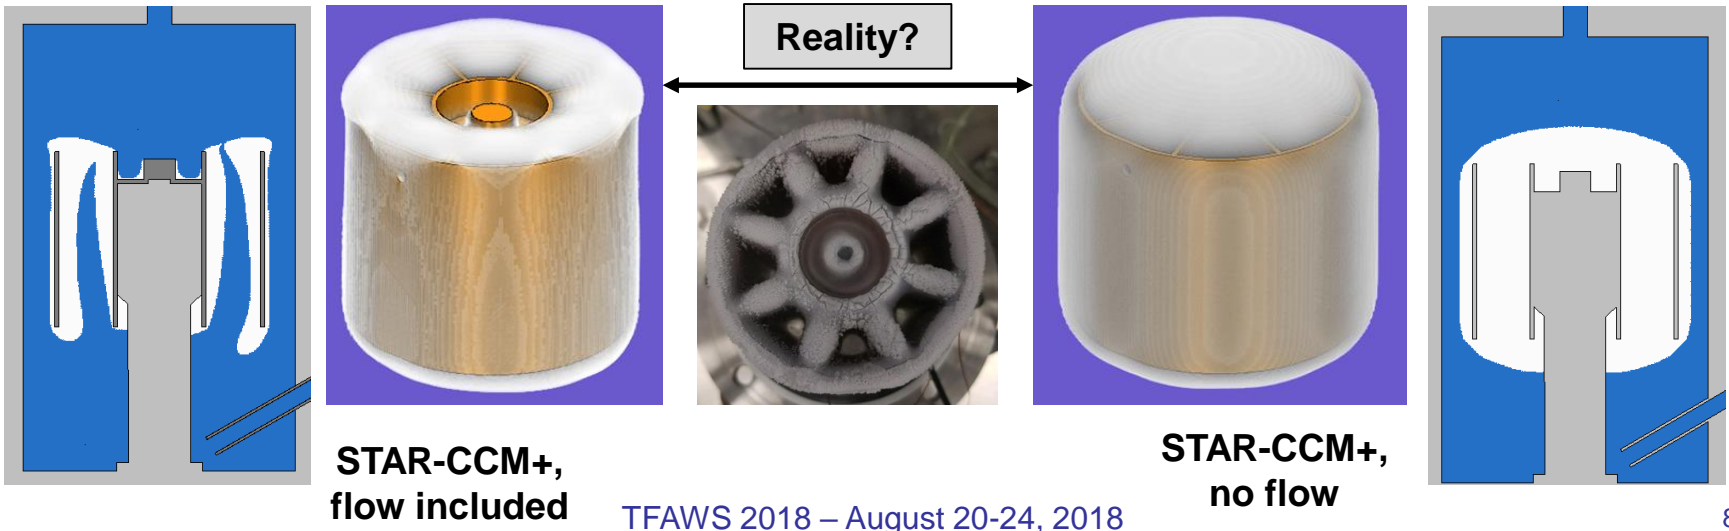 Reality?
STAR-CCM+,
flow included
STAR-CCM+,
no flow
TFAWS 2018 – August 20-24, 2018